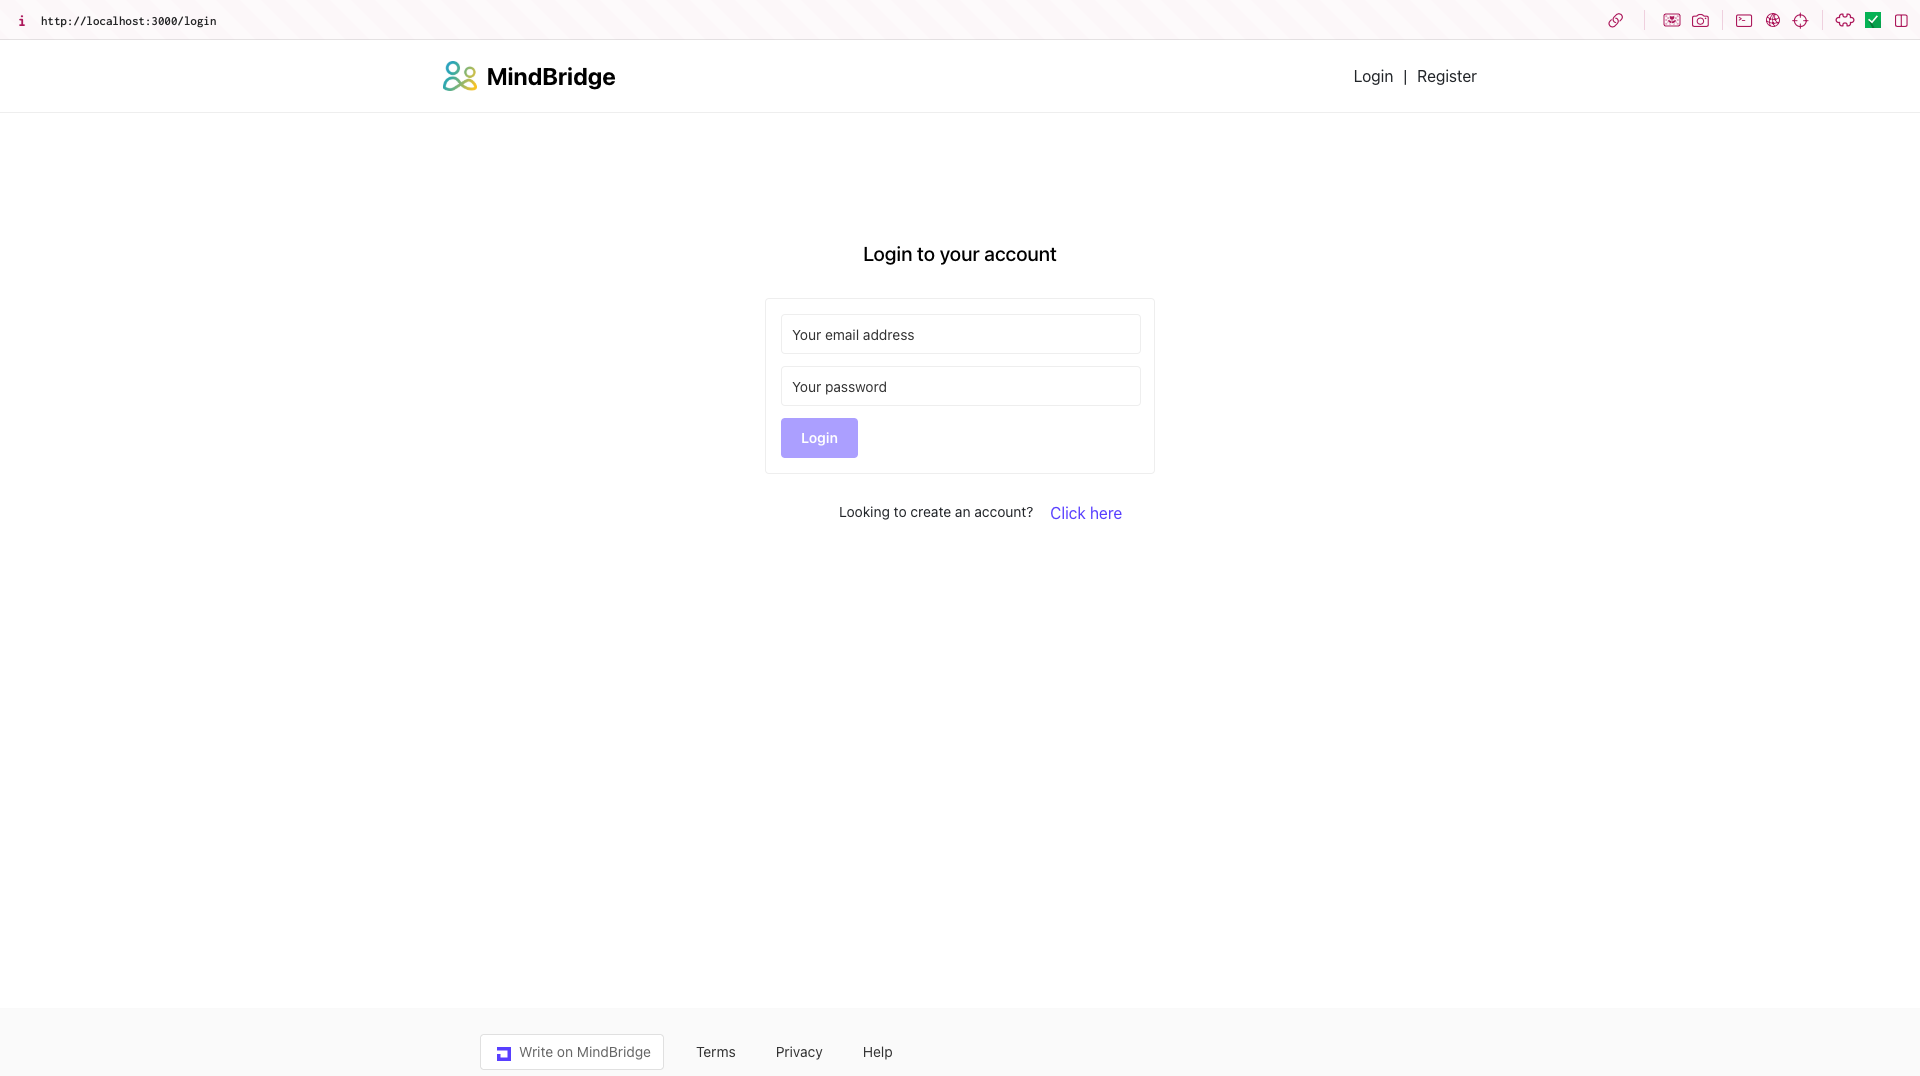 i http://localhost:3000/login
MindBridge
Login | Register
Login to your account
Your email address
Your password
Login
Looking to create an account? Click here
Write on MindBridge Terms Privacy Help